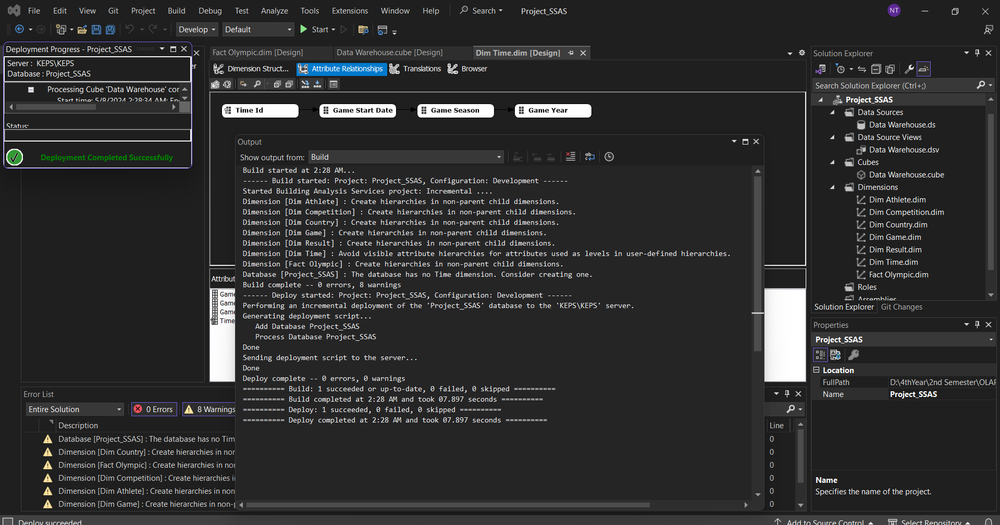 File Edit View Git Project Build Debug Test Analyze Tools Extensions Window Help Search Project_SSAS NT
Develop Default Start
Deployment Progress - Project_SSAS
Server : KEPS\KEPS
Database : Project_SSAS
Processing Cube 'Data Warehouse' cor
Start time: 5/8/2024 2:28:34 AM; En
Status:
Deployment Completed Successfully
Fact Olympic.dim [Design] Data Warehouse.cube [Design] Dim Time.dim [Design]
Dimension Struct... Attribute Relationships Translations Browser
Time Id Game Start Date Game Season Game Year
Attribut
Game
Game
Game
Time
Output
Show output from: Build
Build started at 2:28 AM...
------ Build started: Project: Project_SSAS, Configuration: Development ------
Started Building Analysis Services project: Incremental ....
Dimension [Dim Athlete] : Create hierarchies in non-parent child dimensions.
Dimension [Dim Competition] : Create hierarchies in non-parent child dimensions.
Dimension [Dim Country] : Create hierarchies in non-parent child dimensions.
Dimension [Dim Game] : Create hierarchies in non-parent child dimensions.
Dimension [Dim Result] : Create hierarchies in non-parent child dimensions.
Dimension [Dim Time] : Avoid visible attribute hierarchies for attributes used as levels in user-defined hierarchies.
Dimension [Fact Olympic] : Create hierarchies in non-parent child dimensions.
Database [Project_SSAS] : The database has no Time dimension. Consider creating one.
Build complete -- 0 errors, 8 warnings
------ Deploy started: Project: Project_SSAS, Configuration: Development ------
Performing an incremental deployment of the 'Project_SSAS' database to the 'KEPS\KEPS' server.
Generating deployment script...
Add Database Project_SSAS
Process Database Project_SSAS
Done
Sending deployment script to the server...
Done
Deploy complete -- 0 errors, 0 warnings
========== Build: 1 succeeded or up-to-date, 0 failed, 0 skipped ==========
========== Build completed at 2:28 AM and took 07.897 seconds ==========
========== Deploy: 1 succeeded, 0 failed, 0 skipped ==========
========== Deploy completed at 2:28 AM and took 07.897 seconds ==========
Error List
Entire Solution 0 Errors 8 Warnings
Description Line
Database [Project_SSAS] : The database has no Tim 0
Dimension [Dim Country] : Create hierarchies in nor 0
Dimension [Fact Olympic] : Create hierarchies in nor 0
Dimension [Dim Competition] : Create hierarchies i 0
Dimension [Dim Athlete] : Create hierarchies in non 0
Dimension [Dim Game] : Create hierarchies in non-p 0
Solution Explorer
Search Solution Explorer (Ctrl+;)
Project_SSAS
Data Sources
Data Warehouse.ds
Data Source Views
Data Warehouse.dsv
Cubes
Data Warehouse.cube
Dimensions
Dim Athlete.dim
Dim Competition.dim
Dim Country.dim
Dim Game.dim
Dim Result.dim
Dim Time.dim
Fact Olympic.dim
Roles
Assemblies
Solution Explorer Git Changes
Properties
Project_SSAS
Location
FullPath D:\4thYear\2nd Semester\OLAP
Name Project_SSAS
Name
Specifies the name of the project.
Deploy succeeded Add to Source Control Select Repository